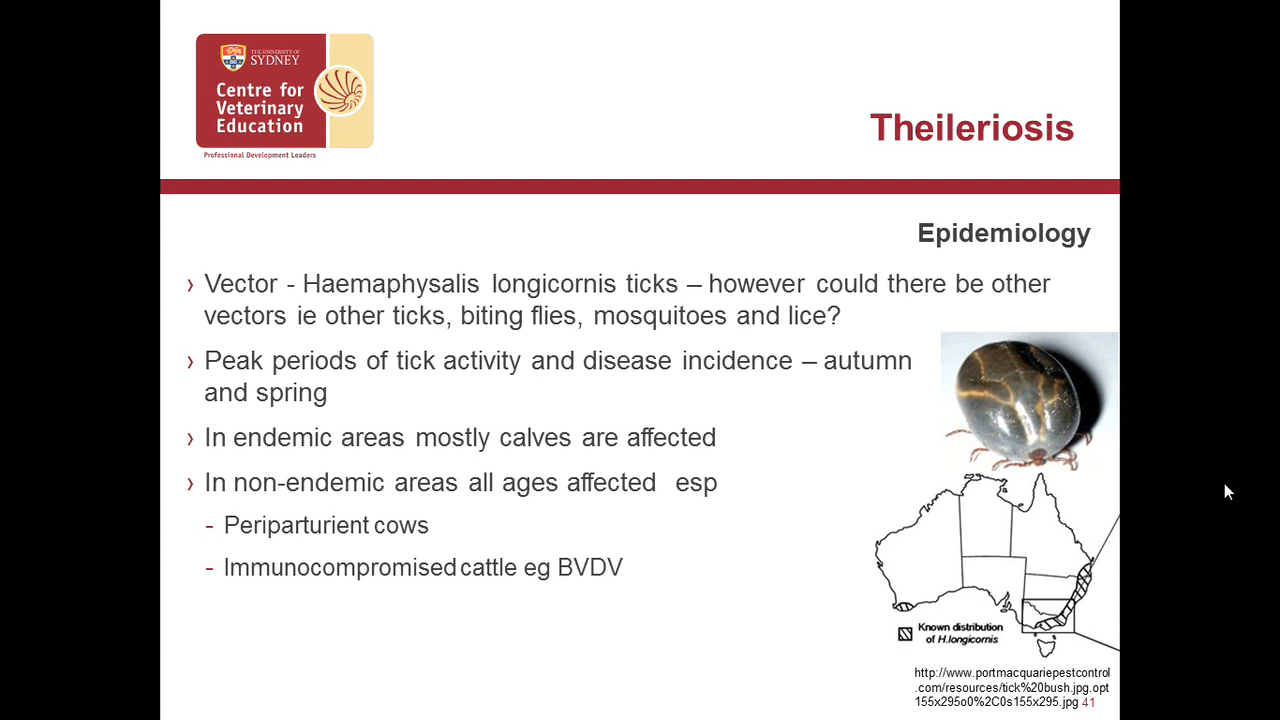 THE UNIVERSITY OF
SYDNEY
Centre for
Veterinary
Education
Professional Development Leaders
Theileriosis
Epidemiology
› Vector - Haemaphysalis longicornis ticks – however could there be other
vectors ie other ticks, biting flies, mosquitoes and lice?
› Peak periods of tick activity and disease incidence – autumn
and spring
› In endemic areas mostly calves are affected
› In non-endemic areas all ages affected esp
- Periparturient cows
- Immunocompromised cattle eg BVDV
Known distribution
of H.longicornis
http://www.portmacquariepestcontrol
.com/resources/tick%20bush.jpg.opt
155x295o0%2C0s155x295.jpg 41